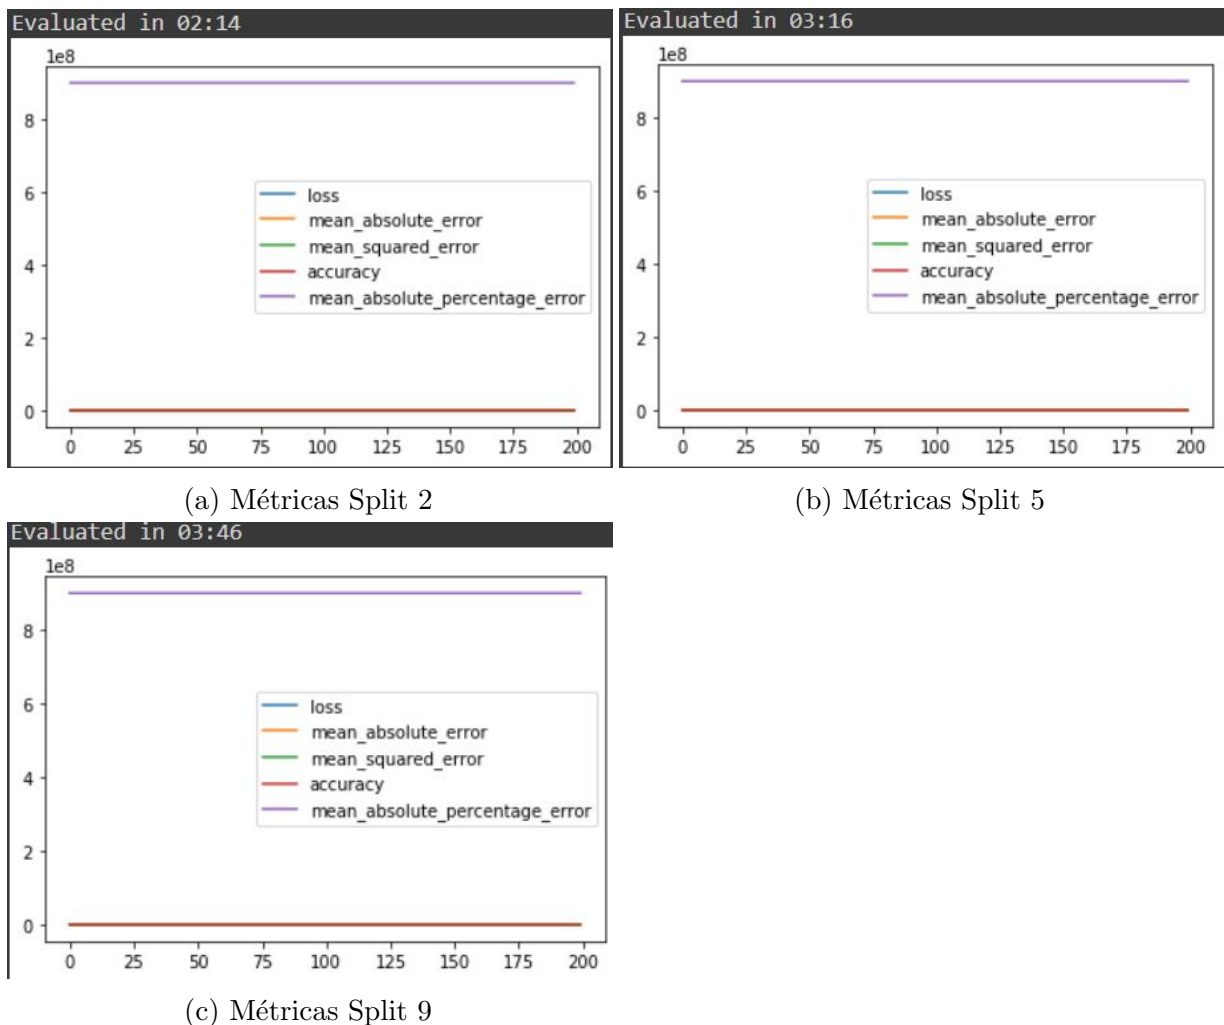 Evaluated in 02:14
1e8
8
6
4
2
0
loss
mean_absolute_error
mean_squared_error
accuracy
mean_absolute_percentage_error
0 25 50 75 100 125 150 175 200
(a) Métricas Split 2
Evaluated in 03:16
1e8
8
6
4
2
0
loss
mean_absolute_error
mean_squared_error
accuracy
mean_absolute_percentage_error
0 25 50 75 100 125 150 175 200
(b) Métricas Split 5
Evaluated in 03:46
1e8
8
6
4
2
0
loss
mean_absolute_error
mean_squared_error
accuracy
mean_absolute_percentage_error
0 25 50 75 100 125 150 175 200
(c) Métricas Split 9